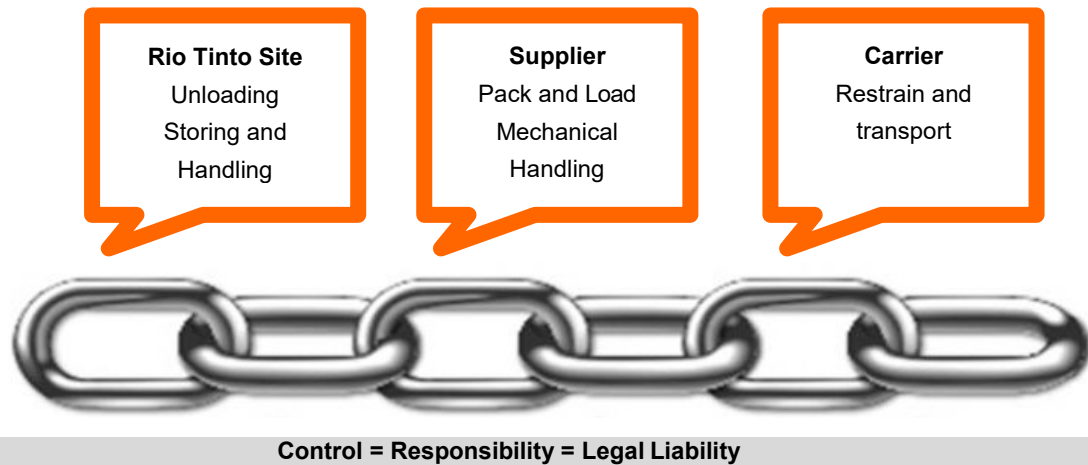 Rio Tinto Site
Unloading
Storing and
Handling
Supplier
Pack and Load
Mechanical
Handling
Carrier
Restrain and
transport
Control = Responsibility = Legal Liability